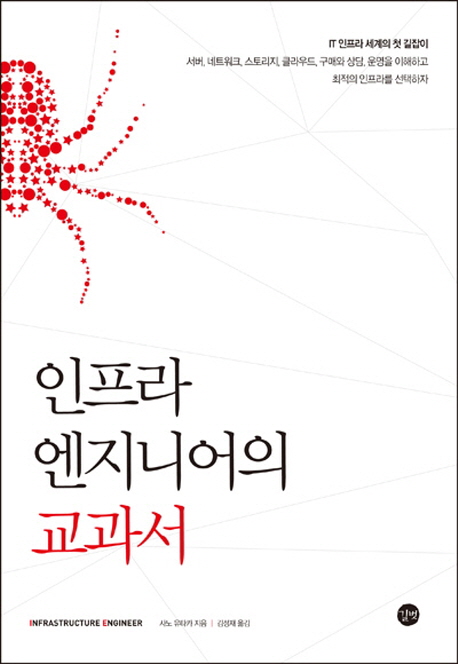 IT 인프라 세계의 첫 길잡이
서버, 네트워크, 스토리지, 클라우드, 구매와 상담, 운영을 이해하고
최적의 인프라를 선택하자
인프라
엔지니어의
교과서
INFRASTRUCTURE ENGINEER 사노 유타카 지음 | 김성재 옮김
길벗